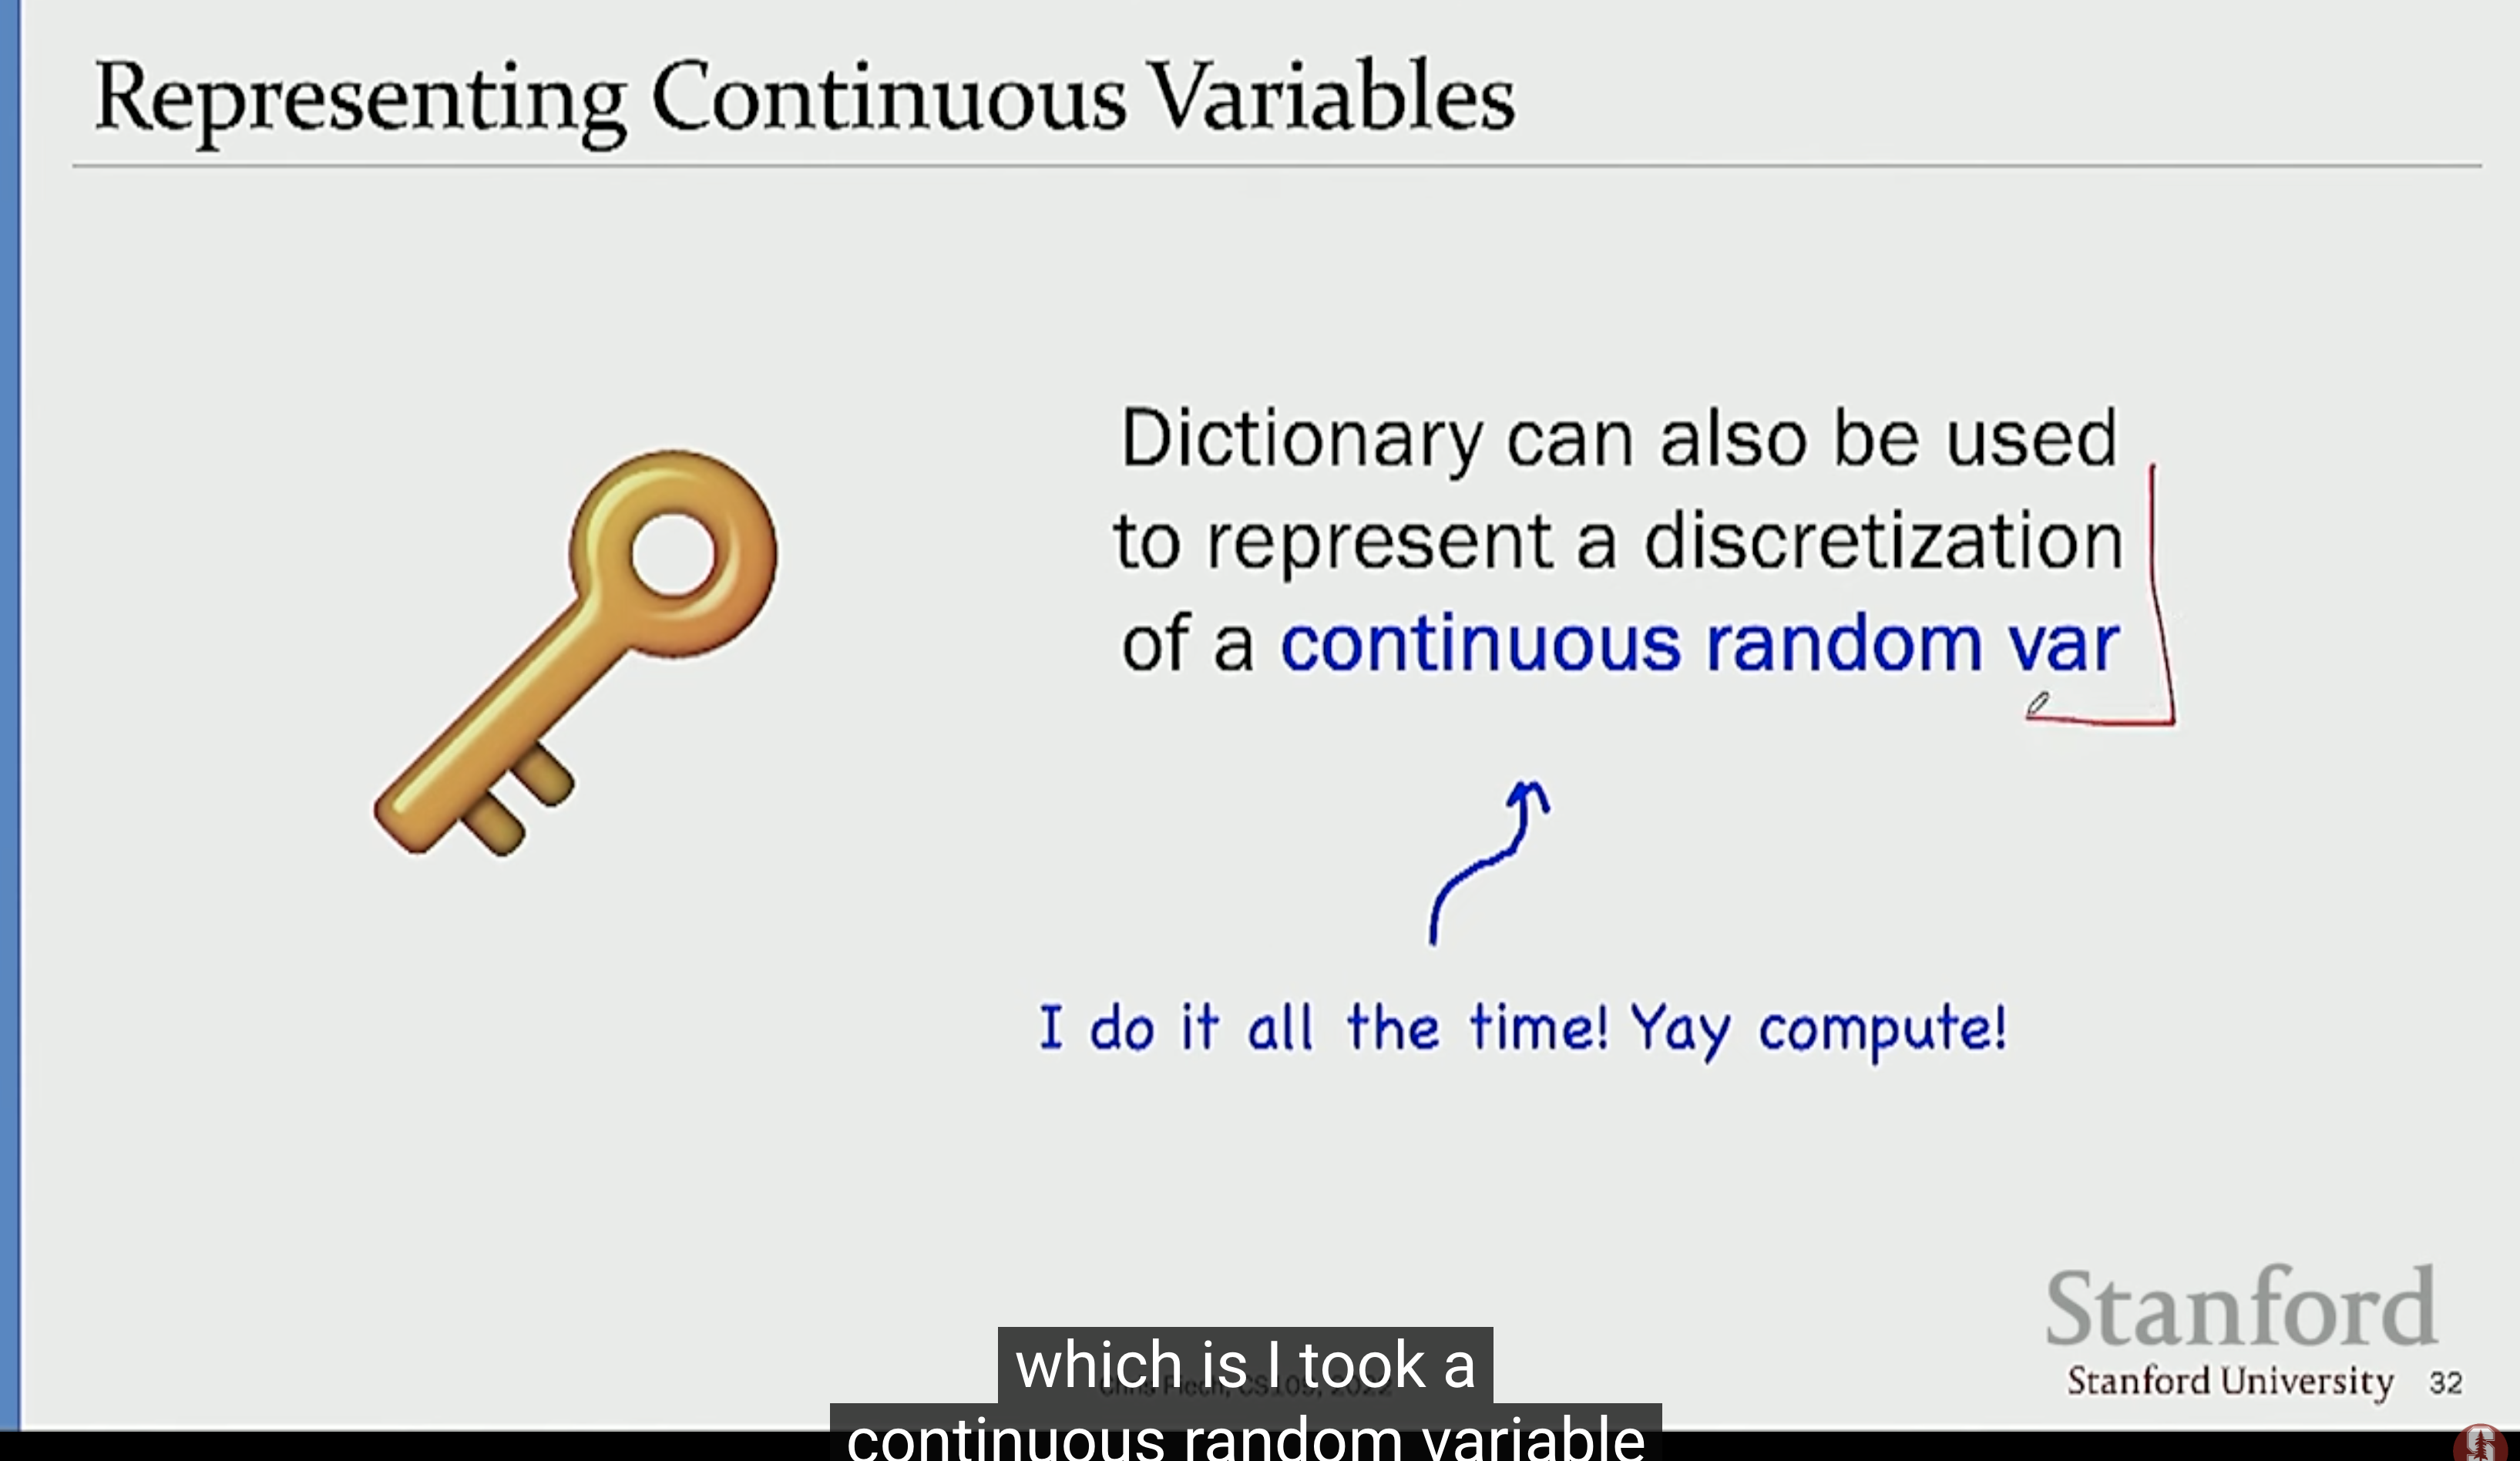 Representing Continuous Variables
Dictionary can also be used
to represent a discretization
of a continuous random var
I do it all the time! Yay compute!
Stanford
Stanford University 32
which is I took a
continuous random variable